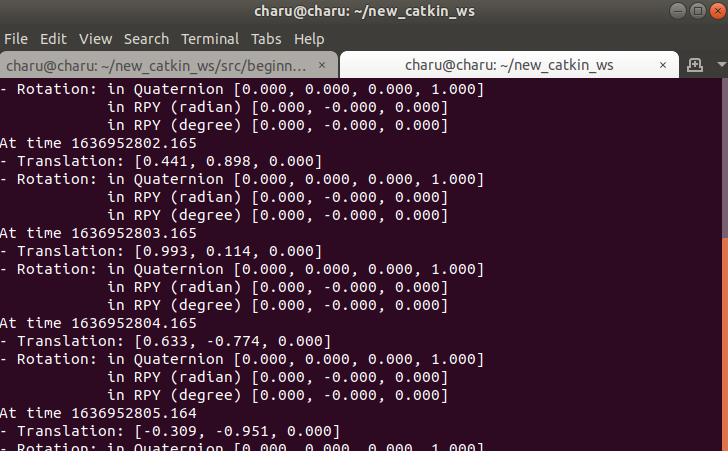 charu@charu: ~/new_catkin_ws
File Edit View Search Terminal Tabs Help
charu@charu: ~/new_catkin_ws/src/beginn... × charu@charu: ~/new_catkin_ws ×
- Rotation: in Quaternion [0.000, 0.000, 0.000, 1.000]
            in RPY (radian) [0.000, -0.000, 0.000]
            in RPY (degree) [0.000, -0.000, 0.000]
At time 1636952802.165
- Translation: [0.441, 0.898, 0.000]
- Rotation: in Quaternion [0.000, 0.000, 0.000, 1.000]
            in RPY (radian) [0.000, -0.000, 0.000]
            in RPY (degree) [0.000, -0.000, 0.000]
At time 1636952803.165
- Translation: [0.993, 0.114, 0.000]
- Rotation: in Quaternion [0.000, 0.000, 0.000, 1.000]
            in RPY (radian) [0.000, -0.000, 0.000]
            in RPY (degree) [0.000, -0.000, 0.000]
At time 1636952804.165
- Translation: [0.633, -0.774, 0.000]
- Rotation: in Quaternion [0.000, 0.000, 0.000, 1.000]
            in RPY (radian) [0.000, -0.000, 0.000]
            in RPY (degree) [0.000, -0.000, 0.000]
At time 1636952805.164
- Translation: [-0.309, -0.951, 0.000]
- Rotation: in Quaternion [0.000, 0.000, 0.000, 1.000]